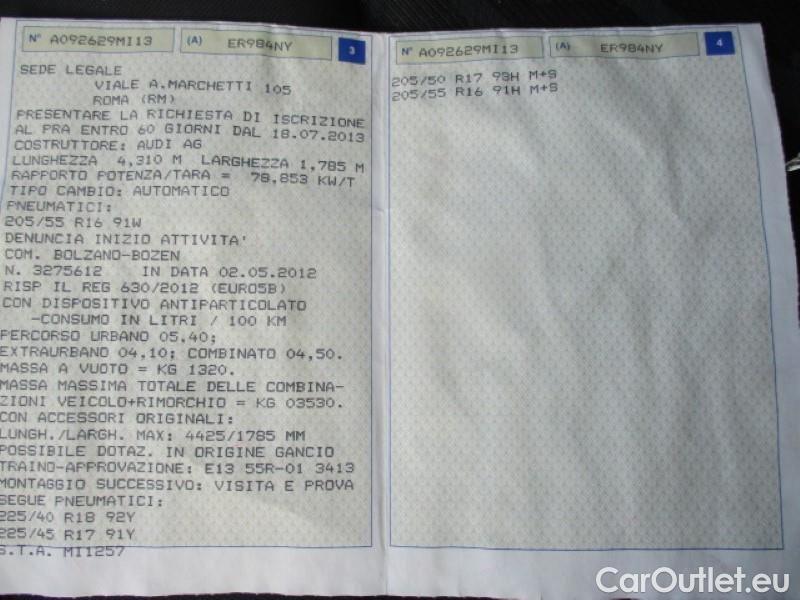 N° A092629MI13 (A) ER984NY 3
SEDE LEGALE
VIALE A.MARCHETTI 105
ROMA (RM)
PRESENTARE LA RICHIESTA DI ISCRIZIONE
AL PRA ENTRO 60 GIORNI DAL 18.07.2013
COSTRUTTORE: AUDI AG
LUNGHEZZA 4,310 M LARGHEZZA 1,785 M
RAPPORTO POTENZA/TARA = 78,853 KW/T
TIPO CAMBIO: AUTOMATICO
PNEUMATICI:
205/55 R16 91W
DENUNCIA INIZIO ATTIVITA'
COM. BOLZANO-BOZEN
N. 3275612 IN DATA 02.05.2012
RISP IL REG 630/2012 (EURO5B)
CON DISPOSITIVO ANTIPARTICOLATO
-CONSUMO IN LITRI / 100 KM
PERCORSO URBANO 05,40;
EXTRAURBANO 04,10; COMBINATO 04,50.
MASSA A VUOTO = KG 1320.
MASSA MASSIMA TOTALE DELLE COMBINA-
ZIONI VEICOLO+RIMORCHIO = KG 03530.
CON ACCESSORI ORIGINALI:
LUNGH./LARGH. MAX: 4425/1785 MM
POSSIBILE DOTAZ. IN ORIGINE GANCIO
TRAINO-APPROVAZIONE: E13 55R-01 3413
MONTAGGIO SUCCESSIVO: VISITA E PROVA
SEGUE PNEUMATICI:
225/40 R18 92Y
225/45 R17 91Y
S.T.A. MI1257
N° A092629MI13 (A) ER984NY 4
205/50 R17 93H M+S
205/55 R16 91H M+S
CarOutlet.eu